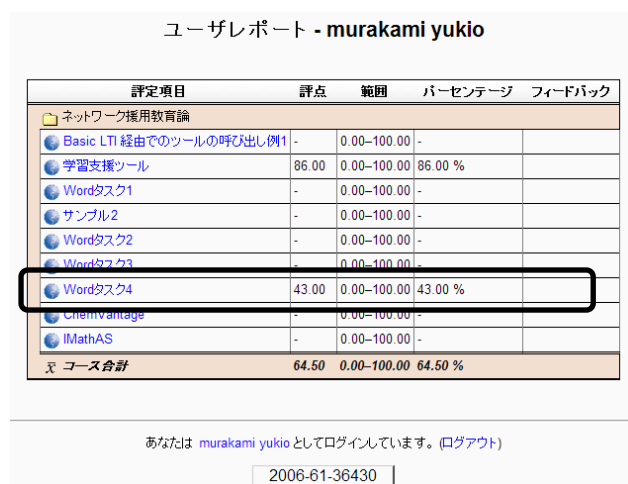 ユーザレポート - murakami yukio
評定項目 評点 範囲 パーセンテージ フィードバック
ネットワーク援用教育論
Basic LTI 経由でのツールの呼び出し例1 - 0.00–100.00 -
学習支援ツール 86.00 0.00–100.00 86.00 %
Wordタスク1 - 0.00–100.00 -
サンプル2 - 0.00–100.00 -
Wordタスク2 - 0.00–100.00 -
Wordタスク3 - 0.00–100.00 -
Wordタスク4 43.00 0.00–100.00 43.00 %
ChemVantage - 0.00–100.00 -
IMathAS - 0.00–100.00 -
x̄ コース合計 64.50 0.00–100.00 64.50 %
あなたは murakami yukio としてログインしています。(ログアウト)
2006-61-36430